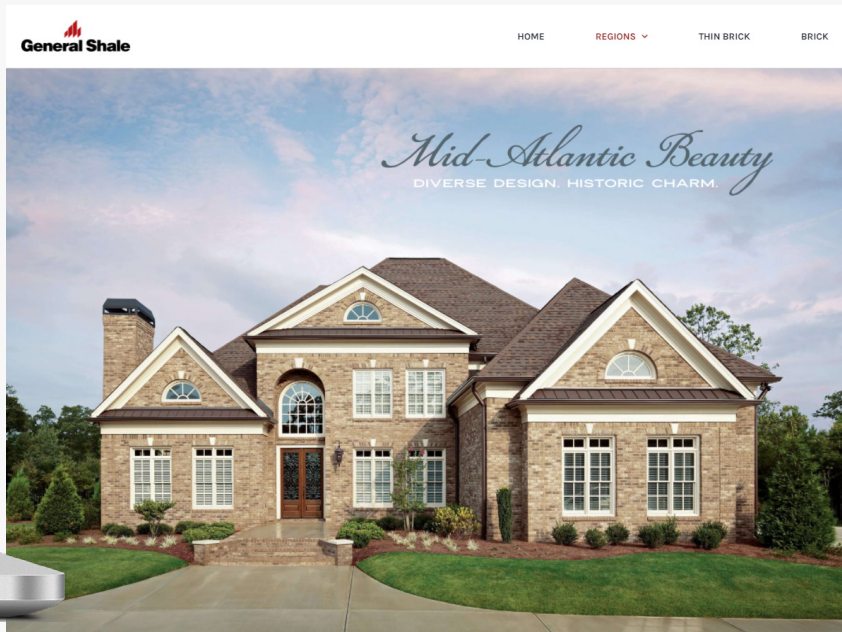 General Shale
HOME REGIONS THIN BRICK BRICK
Mid-Atlantic Beauty
DIVERSE DESIGN. HISTORIC CHARM.